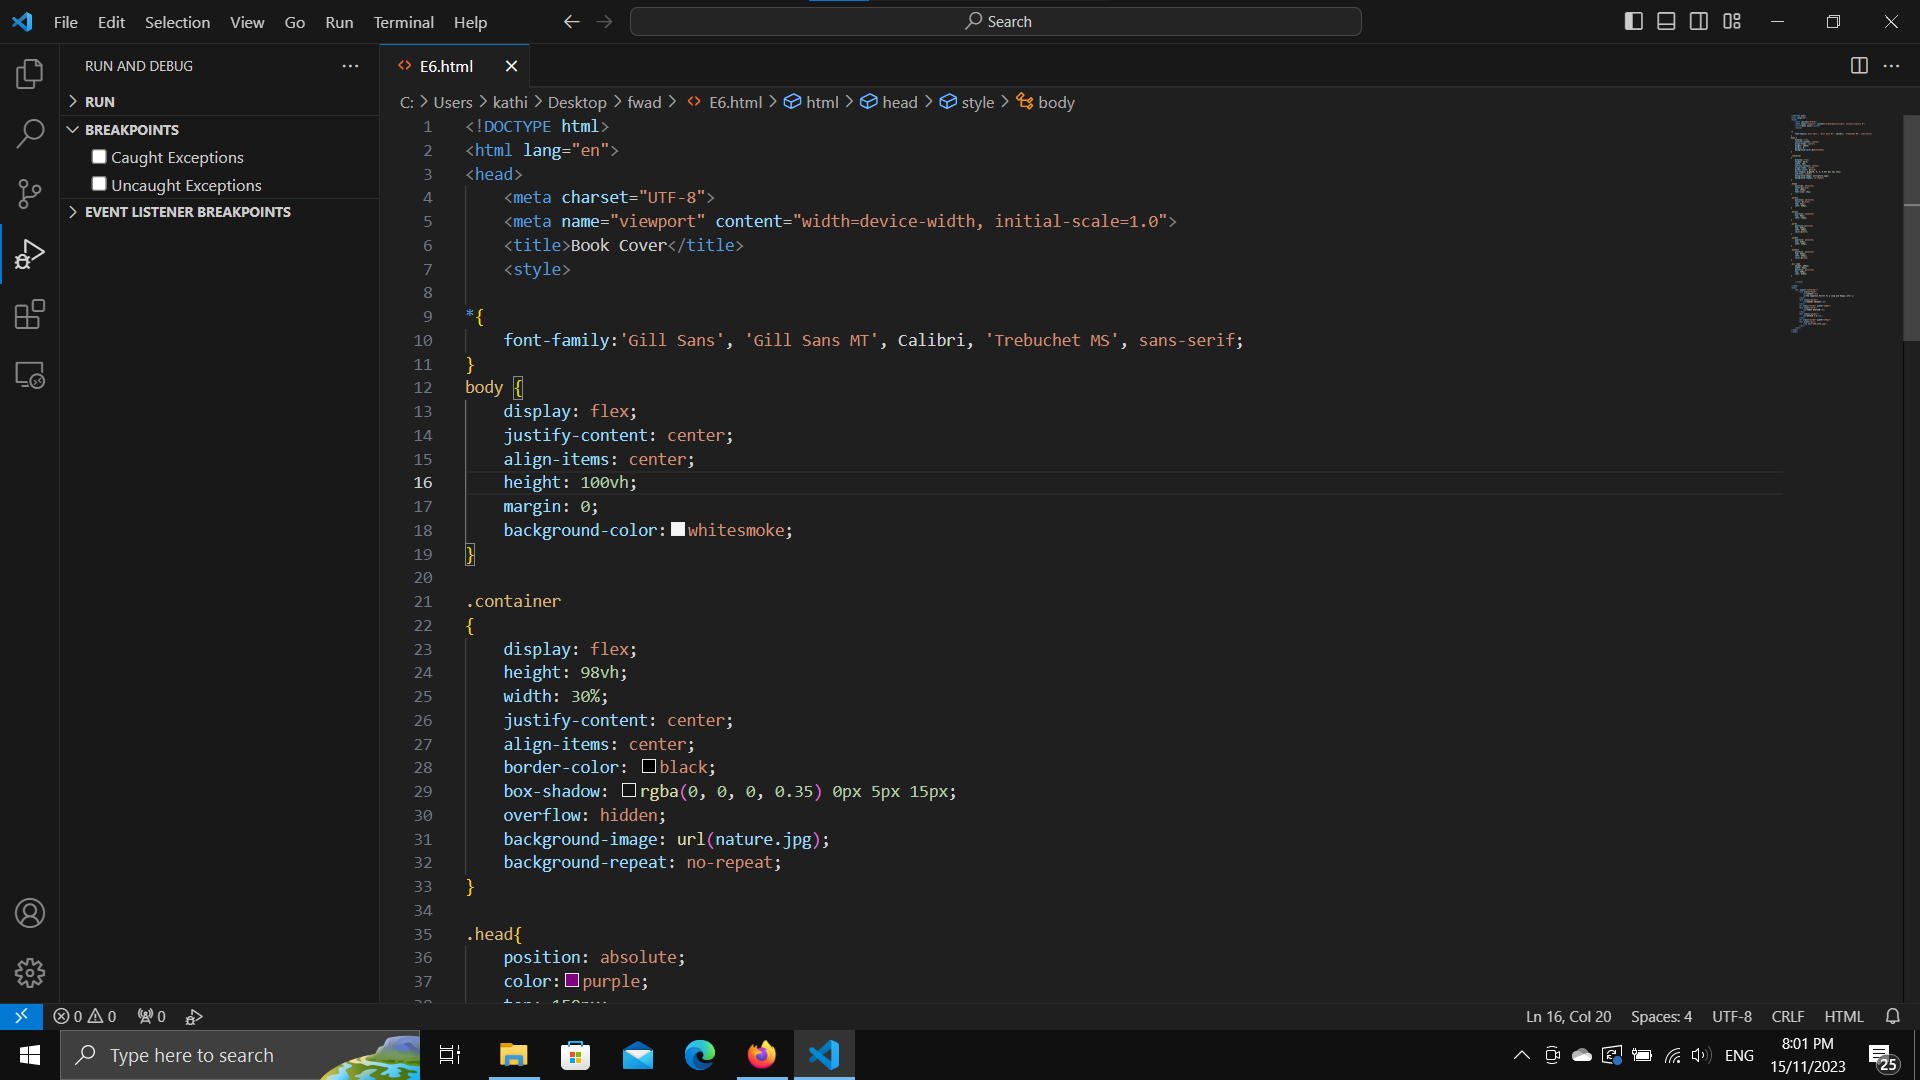 File Edit Selection View Go Run Terminal Help
Search
RUN AND DEBUG
RUN
BREAKPOINTS
Caught Exceptions
Uncaught Exceptions
EVENT LISTENER BREAKPOINTS
E6.html
C: > Users > kathi > Desktop > fwad > E6.html > html > head > style > body
1 <!DOCTYPE html>
2 <html lang="en">
3 <head>
4 <meta charset="UTF-8">
5 <meta name="viewport" content="width=device-width, initial-scale=1.0">
6 <title>Book Cover</title>
7 <style>
8
9 *{
10 font-family:'Gill Sans', 'Gill Sans MT', Calibri, 'Trebuchet MS', sans-serif;
11 }
12 body {
13 display: flex;
14 justify-content: center;
15 align-items: center;
16 height: 100vh;
17 margin: 0;
18 background-color: whitesmoke;
19 }
20
21 .container
22 {
23 display: flex;
24 height: 98vh;
25 width: 30%;
26 justify-content: center;
27 align-items: center;
28 border-color: black;
29 box-shadow: rgba(0, 0, 0, 0.35) 0px 5px 15px;
30 overflow: hidden;
31 background-image: url(nature.jpg);
32 background-repeat: no-repeat;
33 }
34
35 .head{
36 position: absolute;
37 color: purple;
38 top: 150px;
0 0 0
Ln 16, Col 20 Spaces: 4 UTF-8 CRLF HTML
Type here to search
ENG
8:01 PM
15/11/2023
25